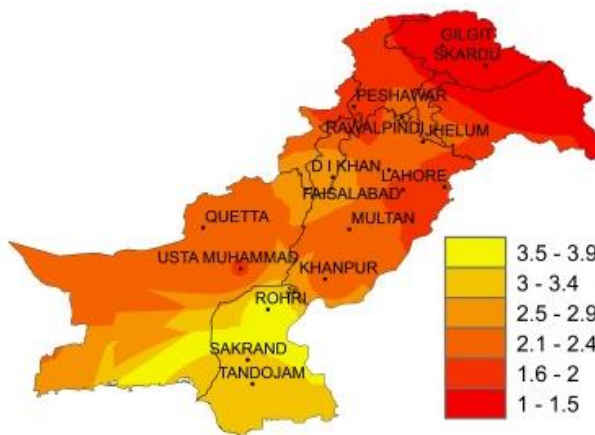 GILGIT
SKARDU
PESHAWAR
RAWALPINDI
JHELUM
D I KHAN
LAHORE
FAISALABAD
QUETTA
MULTAN
USTA MUHAMMAD
KHANPUR
ROHRI
SAKRAND
TANDOJAM
3.5 - 3.9
3 - 3.4
2.5 - 2.9
2.1 - 2.4
1.6 - 2
1 - 1.5